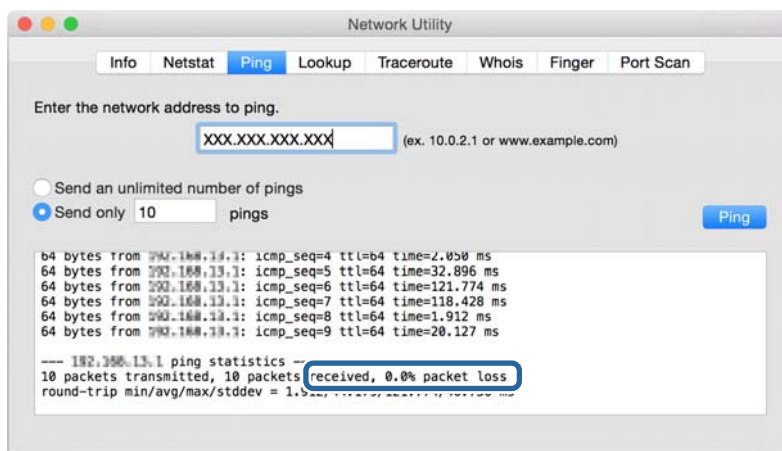 Network Utility
Info Netstat Ping Lookup Traceroute Whois Finger Port Scan
Enter the network address to ping.
XXX.XXX.XXX.XXX (ex. 10.0.2.1 or www.example.com)
Send an unlimited number of pings
Send only 10 pings
Ping
64 bytes from icmp_seq=4 ttl=64 time=2.050 ms
64 bytes from icmp_seq=5 ttl=64 time=32.896 ms
64 bytes from icmp_seq=6 ttl=64 time=121.774 ms
64 bytes from icmp_seq=7 ttl=64 time=118.428 ms
64 bytes from icmp_seq=8 ttl=64 time=1.912 ms
64 bytes from icmp_seq=9 ttl=64 time=20.127 ms
--- ping statistics
10 packets transmitted, 10 packets received, 0.0% packet loss
round-trip min/avg/max/stddev = ms